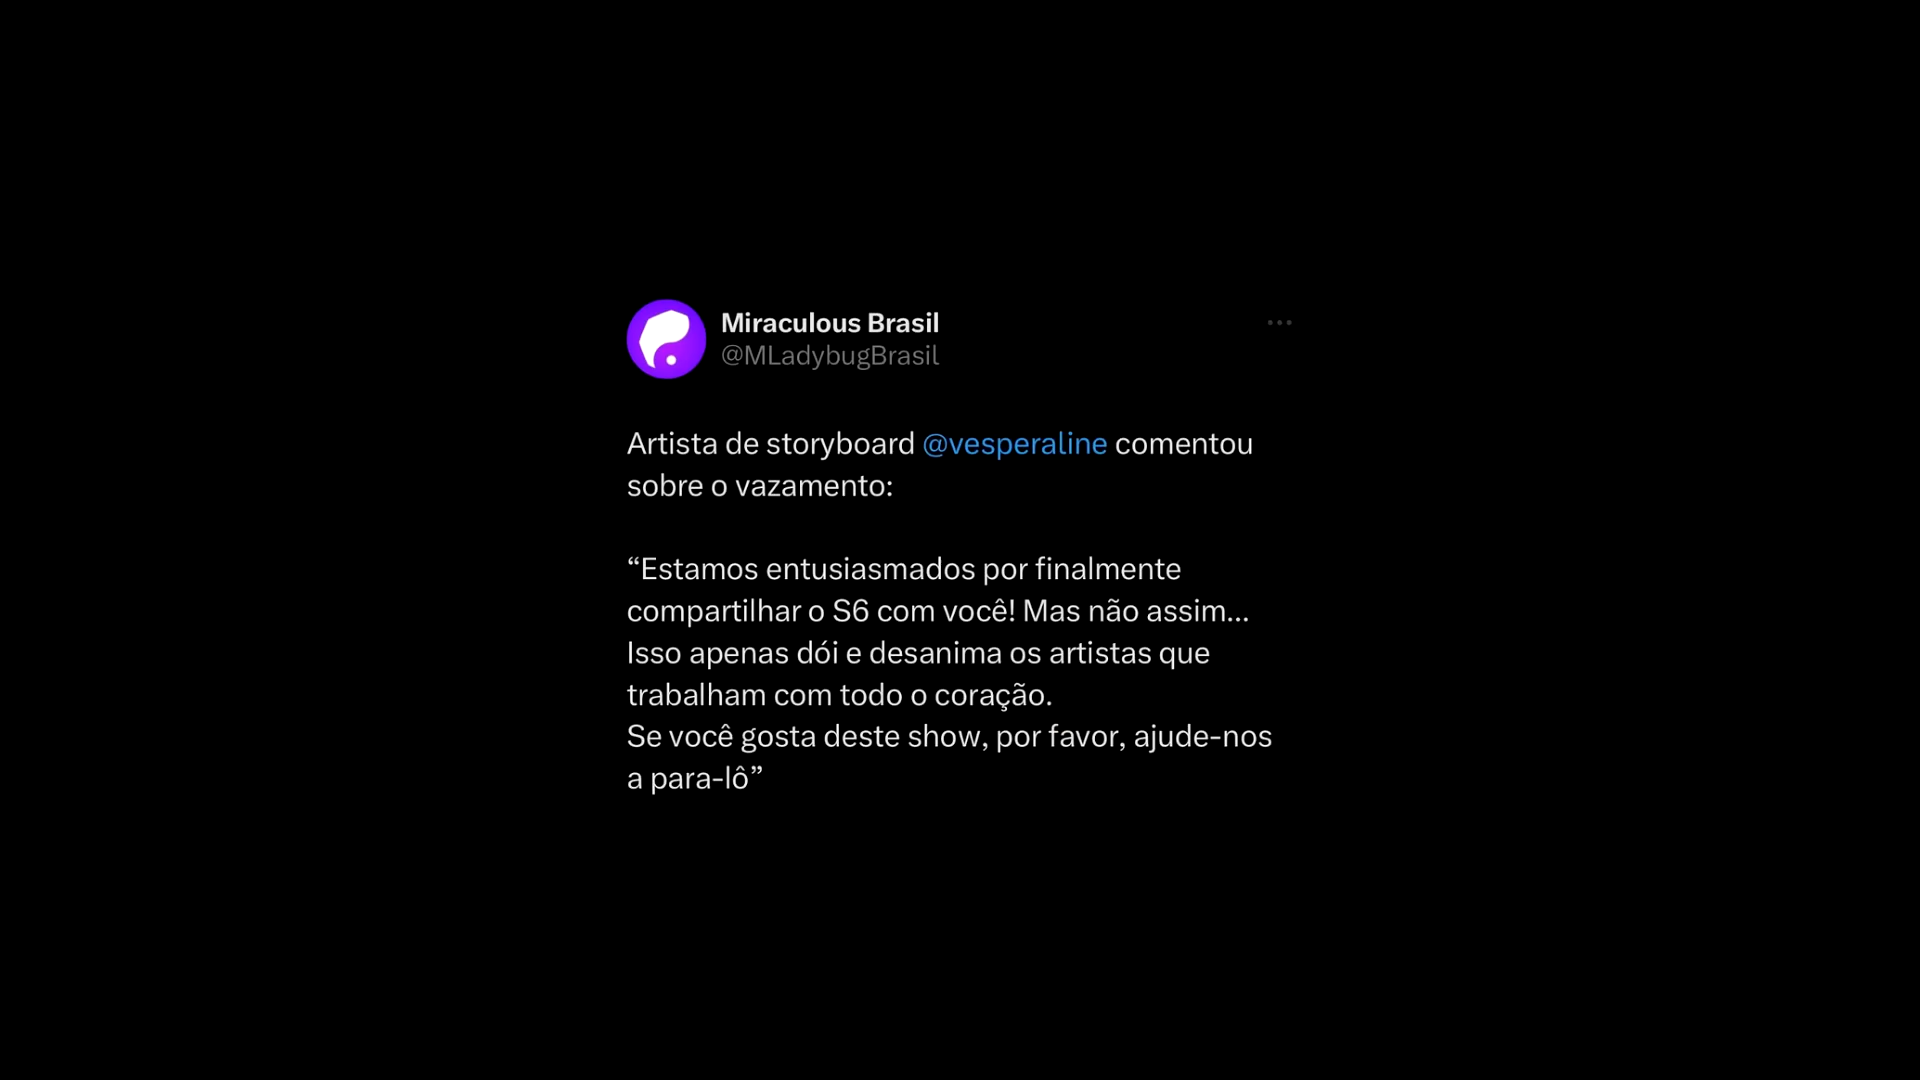 Miraculous Brasil
@MLadybugBrasil
Artista de storyboard @vesperaline comentou
sobre o vazamento:
“Estamos entusiasmados por finalmente
compartilhar o S6 com você! Mas não assim...
Isso apenas dói e desanima os artistas que
trabalham com todo o coração.
Se você gosta deste show, por favor, ajude-nos
a para-lô”